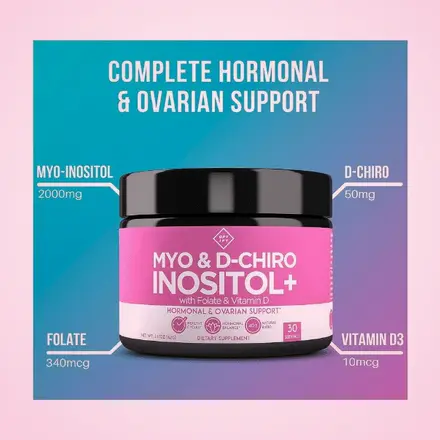 COMPLETE HORMONAL
& OVARIAN SUPPORT
MYO-INOSITOL
2000mg
D-CHIRO
50mg
MYO & D-CHIRO
INOSITOL+
with Folate & Vitamin D
HORMONAL & OVARIAN SUPPORT
30
DIETARY SUPPLEMENT
FOLATE
340mcg
VITAMIN D3
10mcg